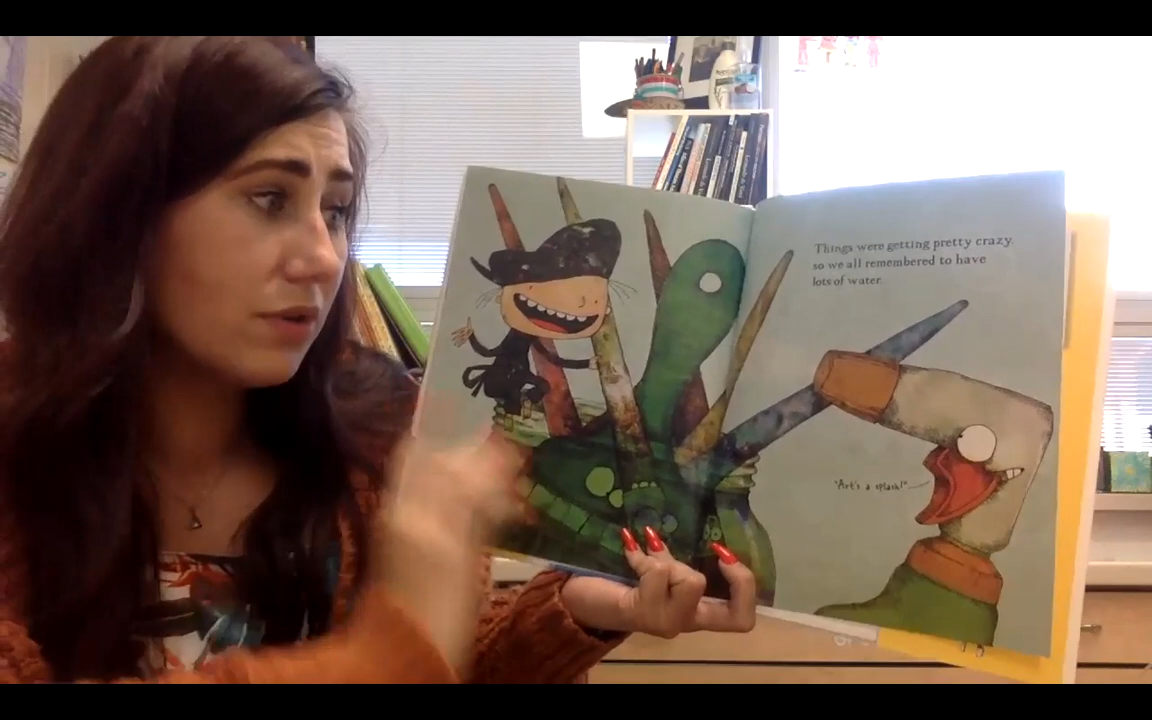 Things were getting pretty crazy,
so we all remembered to have
lots of water.
"Art's a splash!"